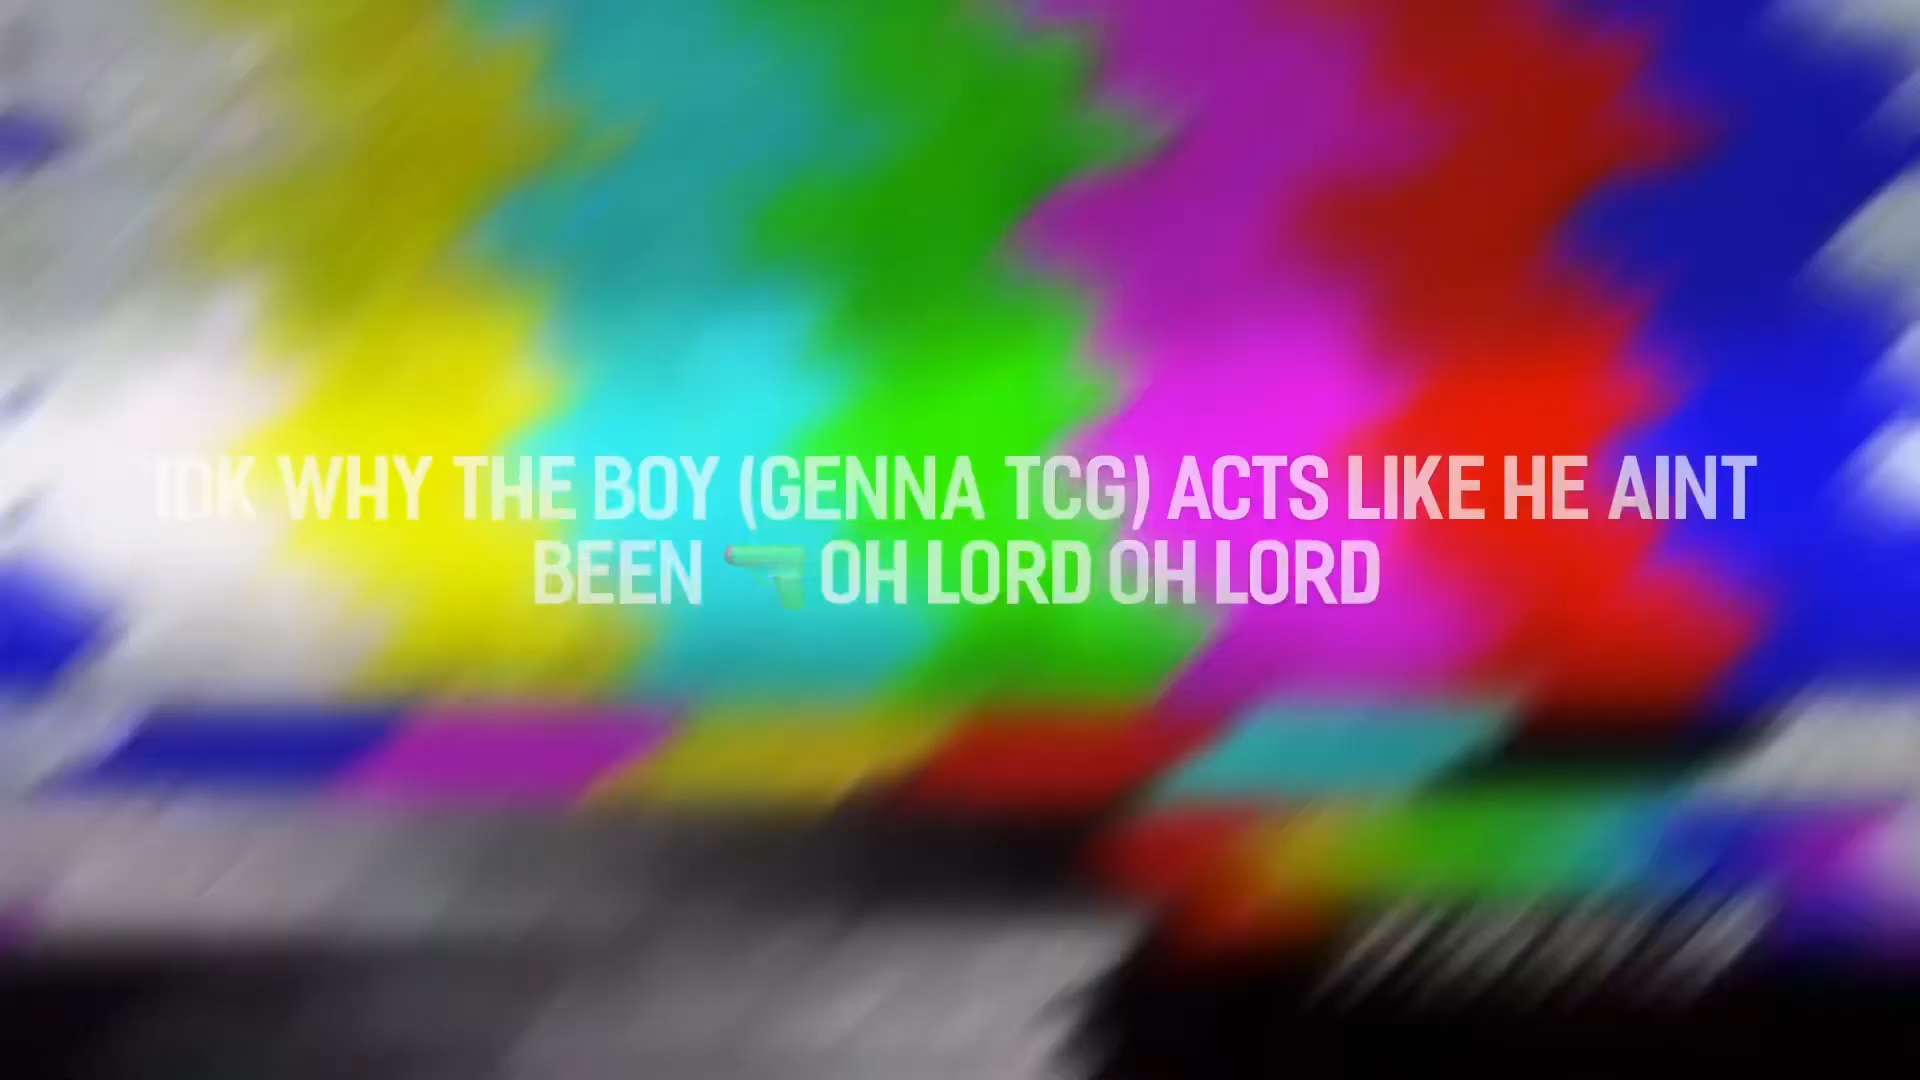 IDK WHY THE BOY (GENNA TCG) ACTS LIKE HE AINT
BEEN 🔫 OH LORD OH LORD